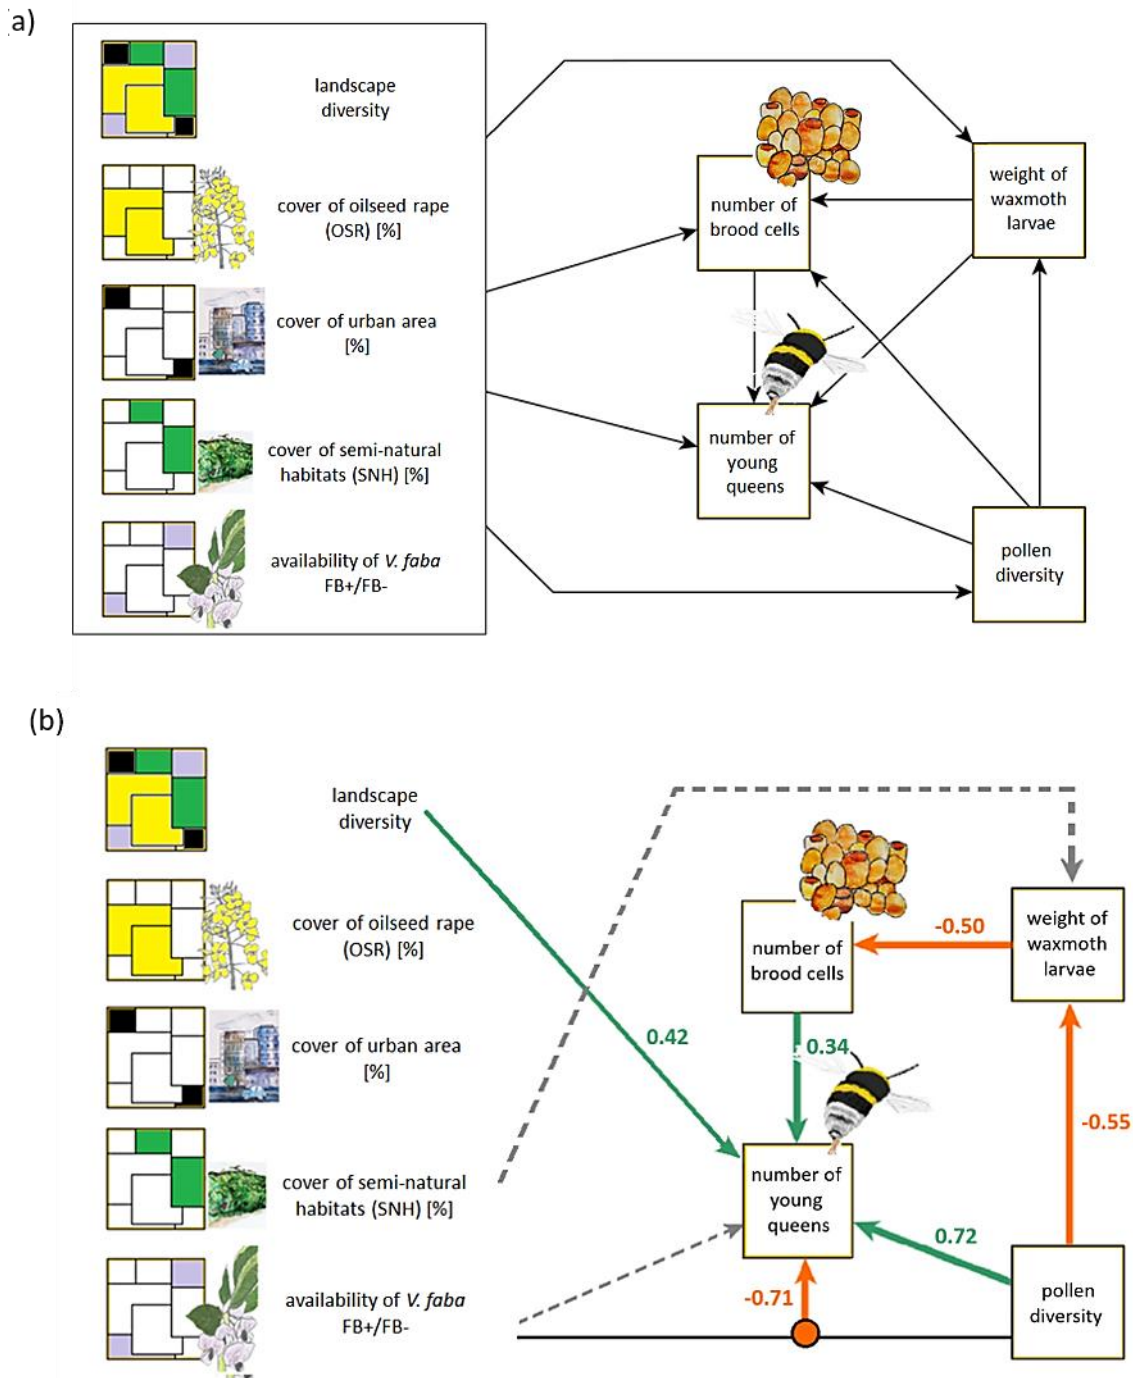 (a)
landscape
diversity
cover of oilseed rape
(OSR) [%]
cover of urban area
[%]
cover of semi-natural
habitats (SNH) [%]
availability of V. faba
FB+/FB-
number of
brood cells
weight of
waxmoth
larvae
number of
young
queens
pollen
diversity
(b)
landscape
diversity
cover of oilseed rape
(OSR) [%]
cover of urban area
[%]
cover of semi-natural
habitats (SNH) [%]
availability of V. faba
FB+/FB-
number of
brood cells
-0.50
weight of
waxmoth
larvae
0.42
0.34
-0.55
number of
young
queens
0.72
-0.71
pollen
diversity